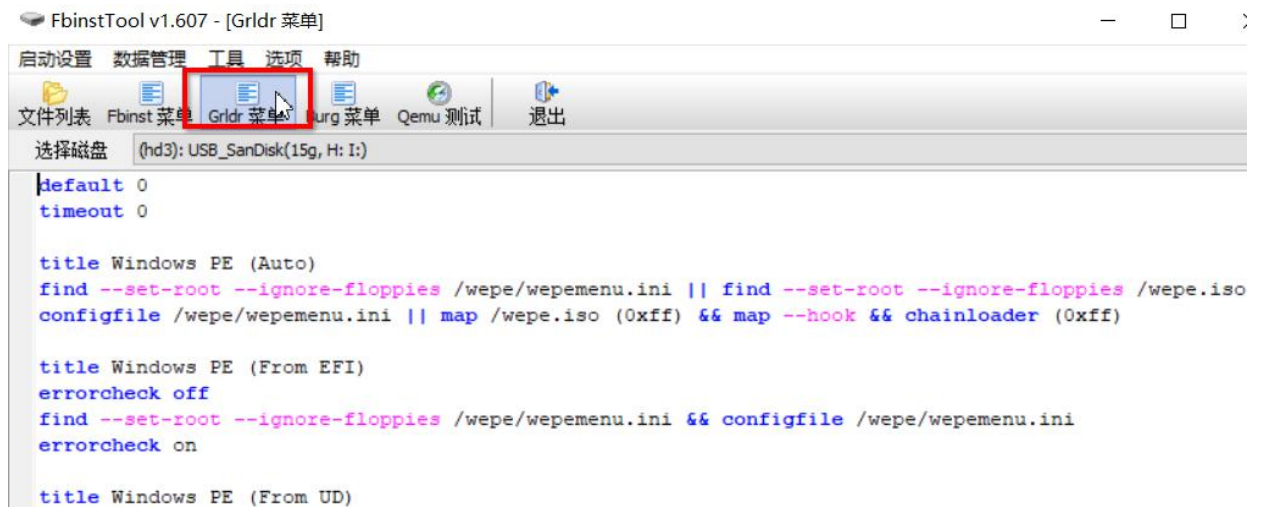 FbinstTool v1.607 - [Grldr 菜单]
启动设置 数据管理 工具 选项 帮助
文件列表 Fbinst 菜单 Grldr 菜单 Burg 菜单 Qemu 测试 退出
选择磁盘 (hd3): USB_SanDisk(15g, H: I:)
default 0
timeout 0
title Windows PE (Auto)
find --set-root --ignore-floppies /wepe/wepemenu.ini || find --set-root --ignore-floppies /wepe.iso
configfile /wepe/wepemenu.ini || map /wepe.iso (0xff) && map --hook && chainloader (0xff)
title Windows PE (From EFI)
errorcheck off
find --set-root --ignore-floppies /wepe/wepemenu.ini && configfile /wepe/wepemenu.ini
errorcheck on
title Windows PE (From UD)